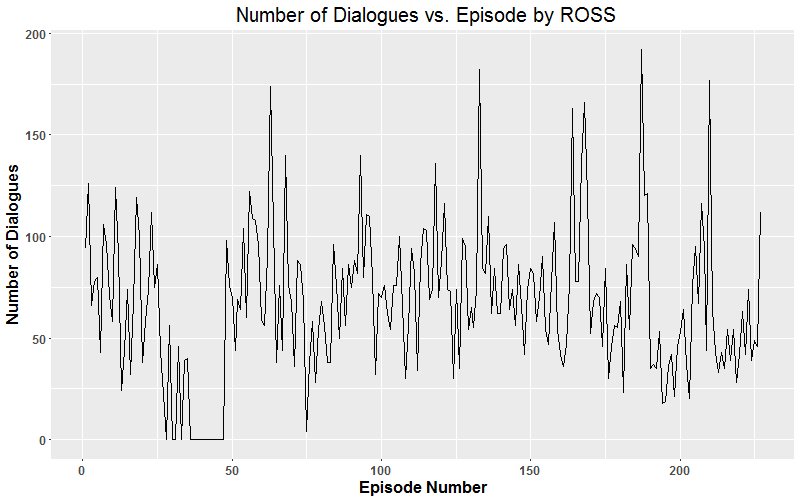 Number of Dialogues vs. Episode by ROSS
Number of Dialogues
200
150
100
50
0
0 50 100 150 200
Episode Number